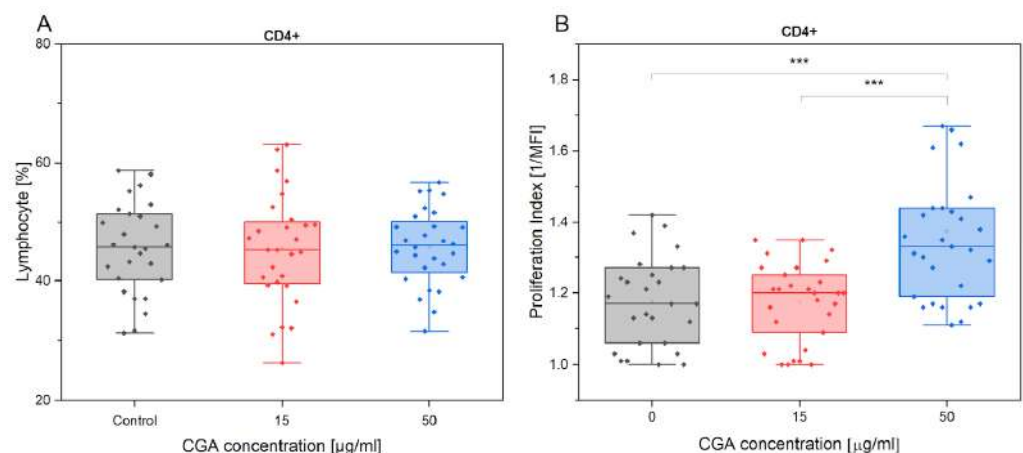 A
CD4+
Lymphocyte [%]
80
60
40
20
Control
15
50
CGA concentration [µg/ml]
B
CD4+
***
***
Proliferation Index [1/MFI]
1.8
1.6
1.4
1.2
1.0
0
15
50
CGA concentration [µg/ml]